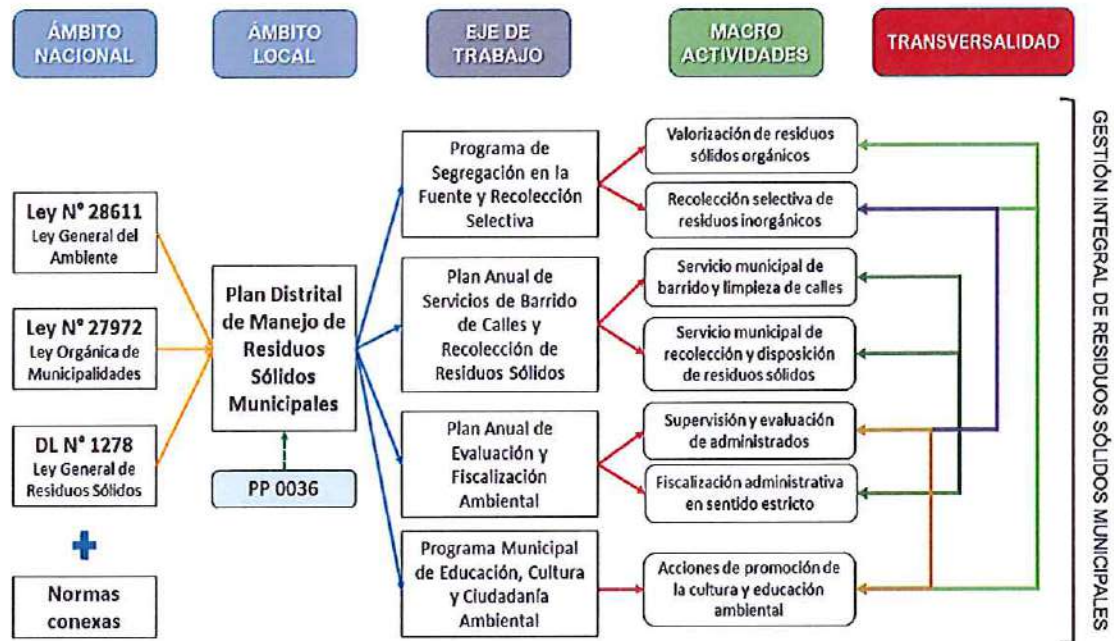 ÁMBITO
NACIONAL
ÁMBITO
LOCAL
EJE DE
TRABAJO
MACRO
ACTIVIDADES
TRANSVERSALIDAD
Ley N° 28611
Ley General del
Ambiente
Ley N° 27972
Ley Orgánica de
Municipalidades
DL N° 1278
Ley General de
Residuos Sólidos
+
Normas
conexas
Plan Distrital
de Manejo de
Residuos
Sólidos
Municipales
PP 0036
Programa de
Segregación en la
Fuente y Recolección
Selectiva
Plan Anual de
Servicios de Barrido
de Calles y
Recolección de
Residuos Sólidos
Plan Anual de
Evaluación y
Fiscalización
Ambiental
Programa Municipal
de Educación, Cultura
y Ciudadanía
Ambiental
Valorización de residuos
sólidos orgánicos
Recolección selectiva de
residuos inorgánicos
Servicio municipal de
barrido y limpieza de calles
Servicio municipal de
recolección y disposición
de residuos sólidos
Supervisión y evaluación
de administrados
Fiscalización administrativa
en sentido estricto
Acciones de promoción de
la cultura y educación
ambiental
GESTIÓN INTEGRAL DE RESIDUOS SÓLIDOS MUNICIPALES